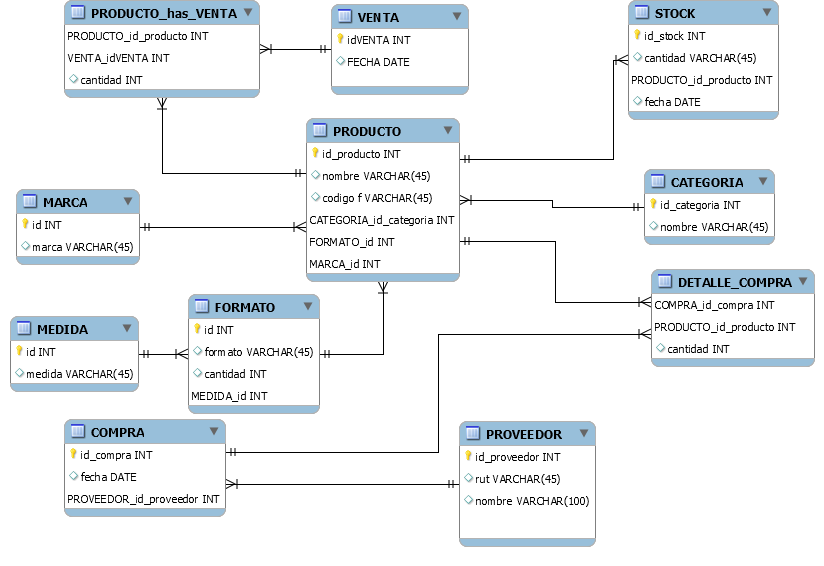 PRODUCTO_has_VENTA
PRODUCTO_id_producto INT
VENTA_idVENTA INT
cantidad INT
VENTA
idVENTA INT
FECHA DATE
STOCK
id_stock INT
cantidad VARCHAR(45)
PRODUCTO_id_producto INT
fecha DATE
PRODUCTO
id_producto INT
nombre VARCHAR(45)
codigo f VARCHAR(45)
CATEGORIA_id_categoria INT
FORMATO_id INT
MARCA_id INT
MARCA
id INT
marca VARCHAR(45)
CATEGORIA
id_categoria INT
nombre VARCHAR(45)
DETALLE_COMPRA
COMPRA_id_compra INT
PRODUCTO_id_producto INT
cantidad INT
MEDIDA
id INT
medida VARCHAR(45)
FORMATO
id INT
formato VARCHAR(45)
cantidad INT
MEDIDA_id INT
COMPRA
id_compra INT
fecha DATE
PROVEEDOR_id_proveedor INT
PROVEEDOR
id_proveedor INT
rut VARCHAR(45)
nombre VARCHAR(100)